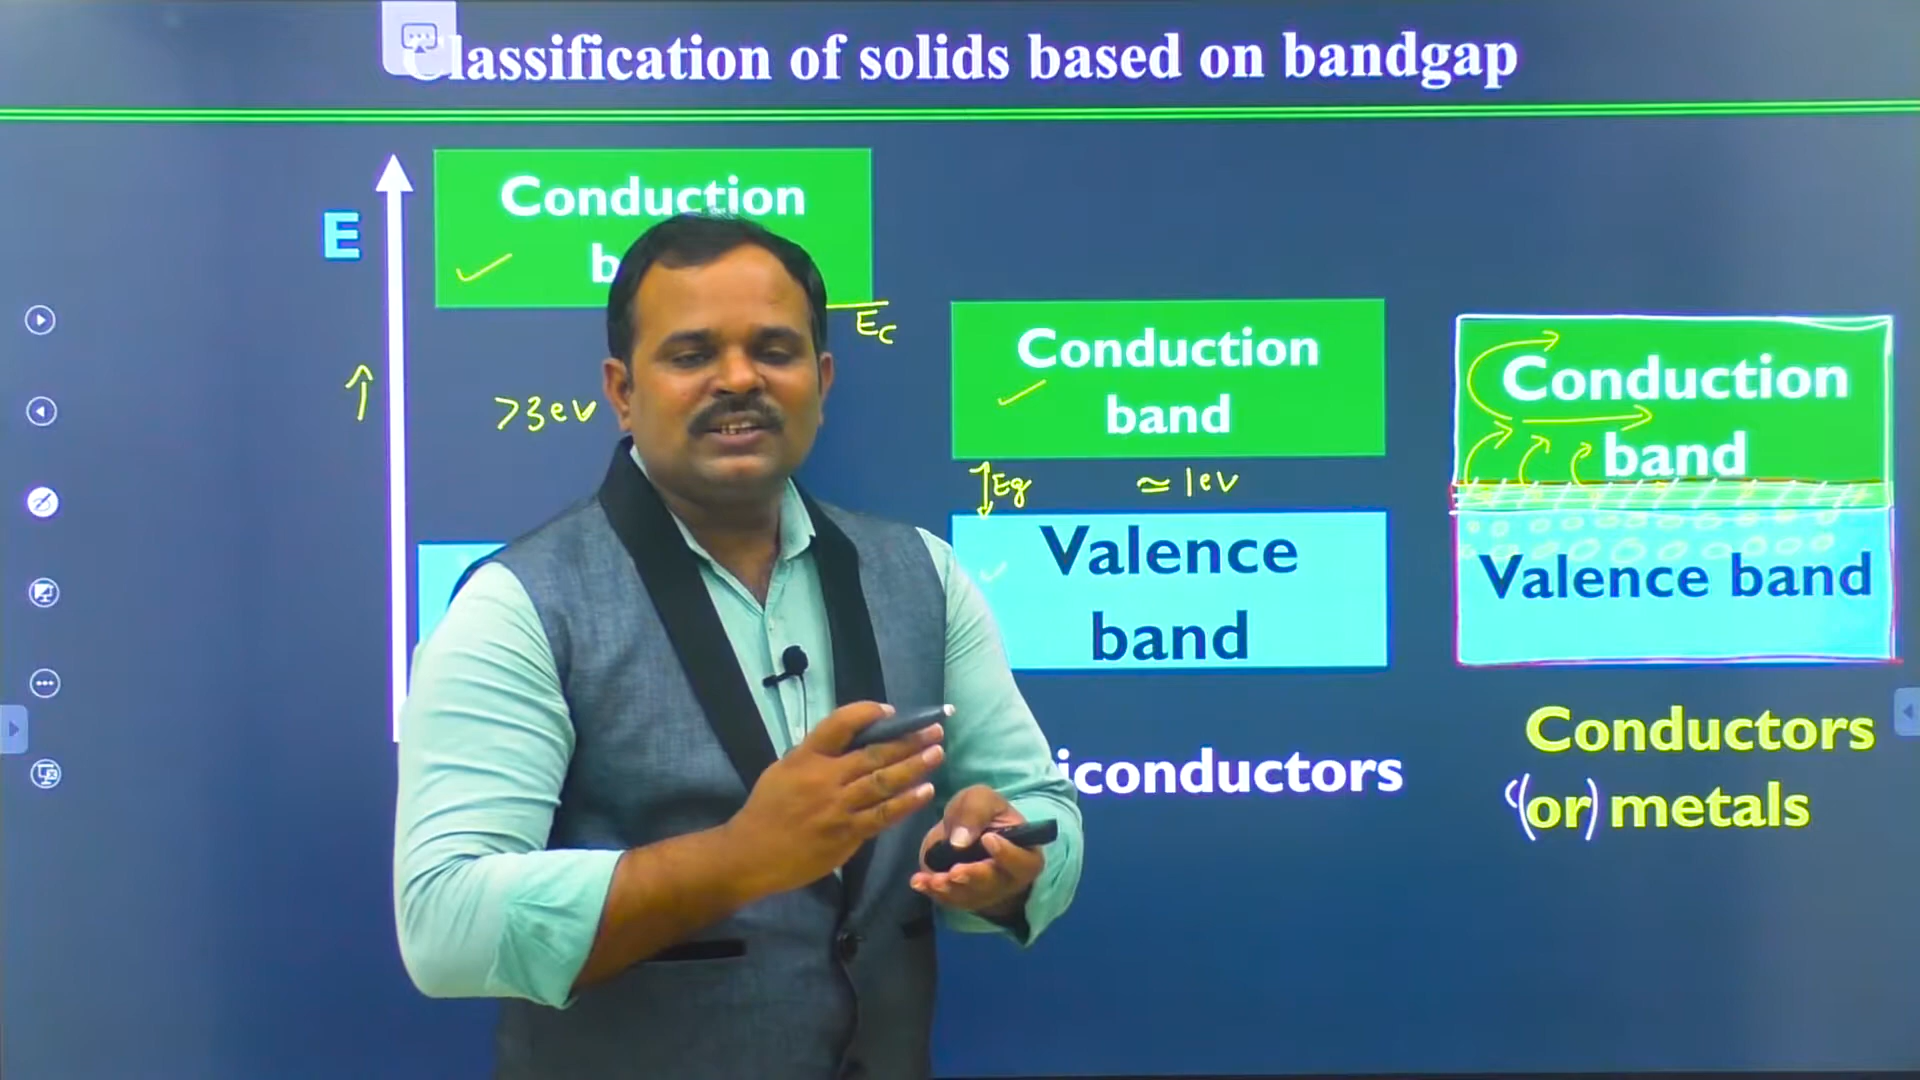 Classification of solids based on bandgap
E
Conduction
>3ev
Ec
Conduction
band
Eg
≃ 1ev
Valence
band
iconductors
Conduction
band
Valence band
Conductors
(or) metals